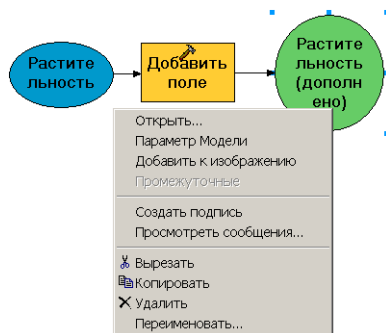 Растите
льность
Добавить
поле
Растите
льность
(дополн
ено)
Открыть...
Параметр Модели
Добавить к изображению
Промежуточные
Создать подпись
Просмотреть сообщения...
Вырезать
Копировать
Удалить
Переименовать...